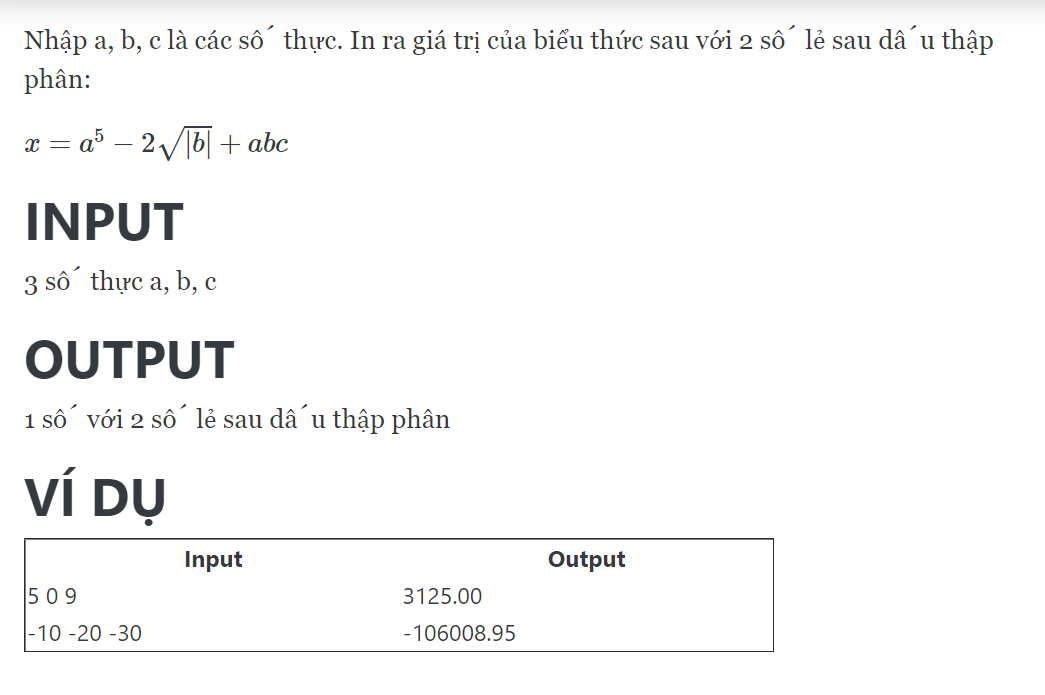 Nhập a, b, c là các số thực. In ra giá trị của biểu thức sau với 2 số lẻ sau dấu thập
phân:
x = a⁵ − 2√|b| + abc
INPUT
3 số thực a, b, c
OUTPUT
1 số với 2 số lẻ sau dấu thập phân
VÍ DỤ
Input Output
5 0 9 3125.00
-10 -20 -30 -106008.95